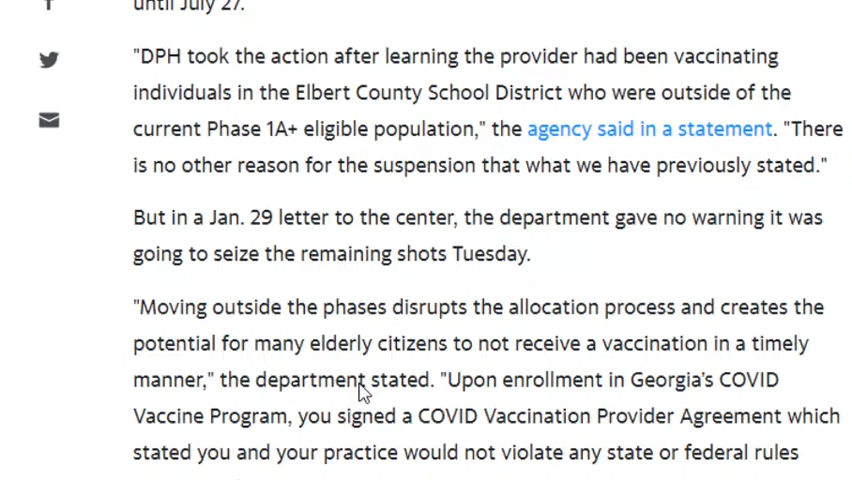 until July 27.
"DPH took the action after learning the provider had been vaccinating
individuals in the Elbert County School District who were outside of the
current Phase 1A+ eligible population," the agency said in a statement. "There
is no other reason for the suspension that what we have previously stated."
But in a Jan. 29 letter to the center, the department gave no warning it was
going to seize the remaining shots Tuesday.
"Moving outside the phases disrupts the allocation process and creates the
potential for many elderly citizens to not receive a vaccination in a timely
manner," the department stated. "Upon enrollment in Georgia's COVID
Vaccine Program, you signed a COVID Vaccination Provider Agreement which
stated you and your practice would not violate any state or federal rules